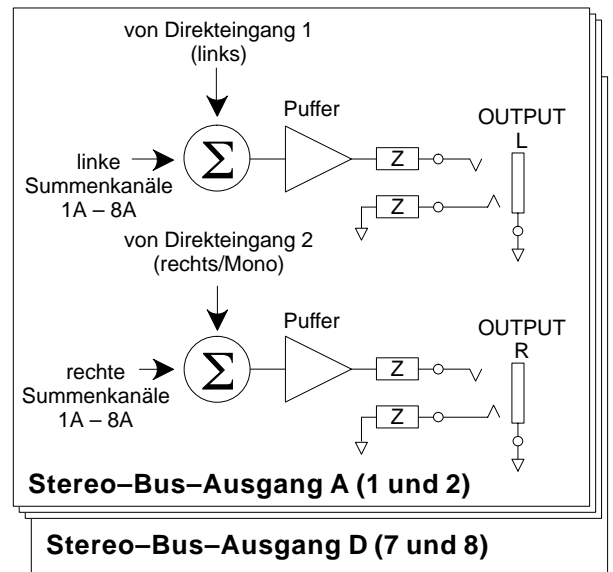 von Direkteingang 1
(links)
Puffer
OUTPUT
L
Σ
Z
Z
linke
Summenkanäle
1A – 8A
von Direkteingang 2
(rechts/Mono)
Puffer
OUTPUT
R
Σ
Z
Z
rechte
Summenkanäle
1A – 8A
Stereo–Bus–Ausgang A (1 und 2)
Stereo–Bus–Ausgang D (7 und 8)